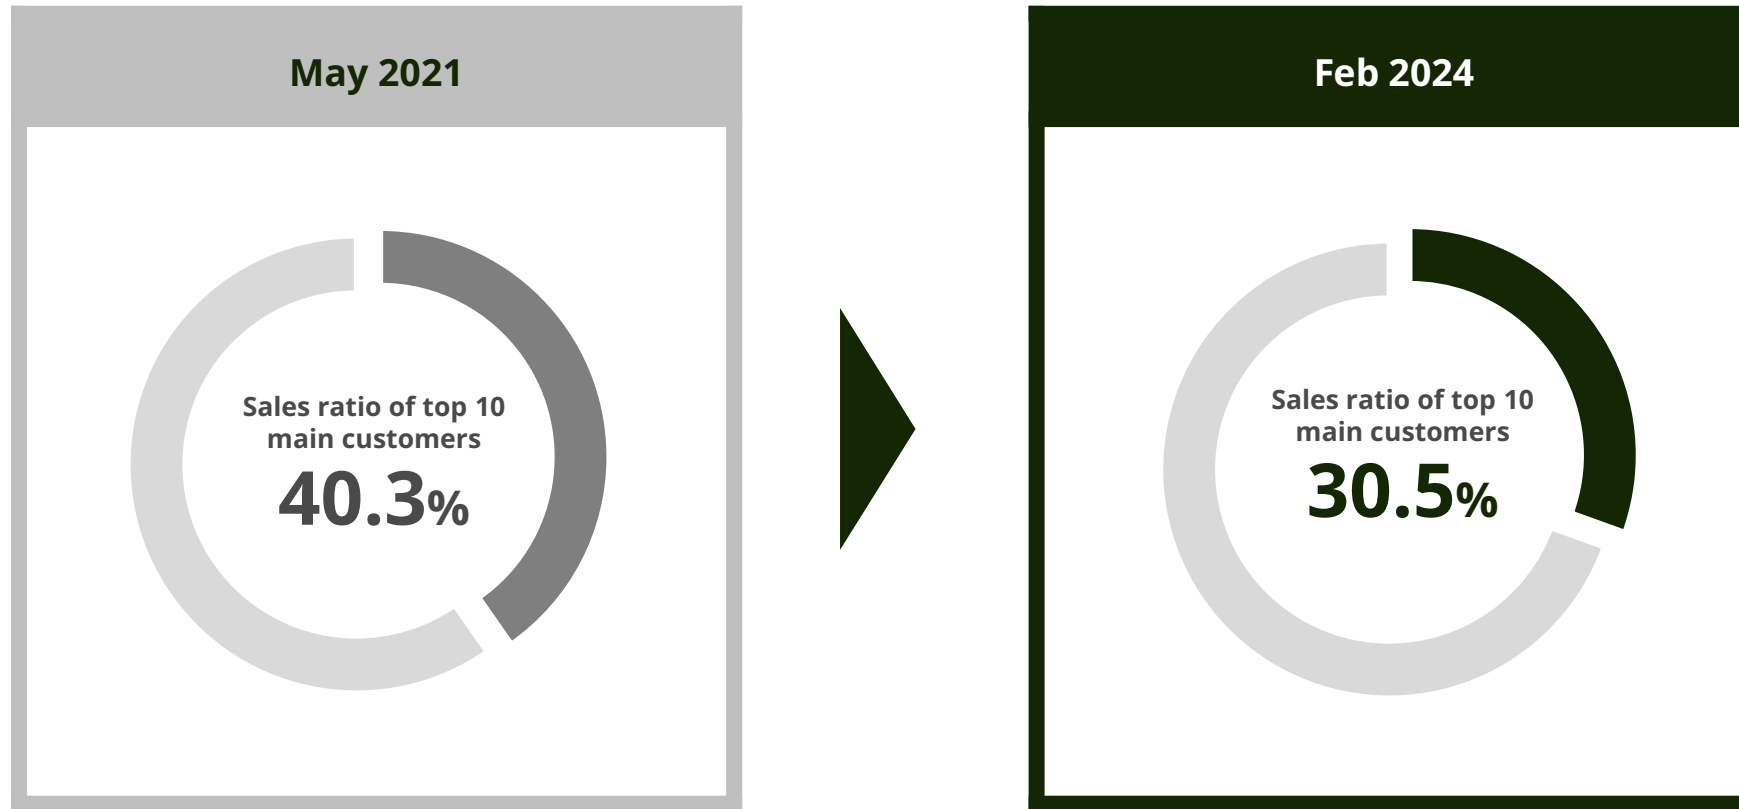 May 2021
Sales ratio of top 10
main customers
40.3%
Feb 2024
Sales ratio of top 10
main customers
30.5%